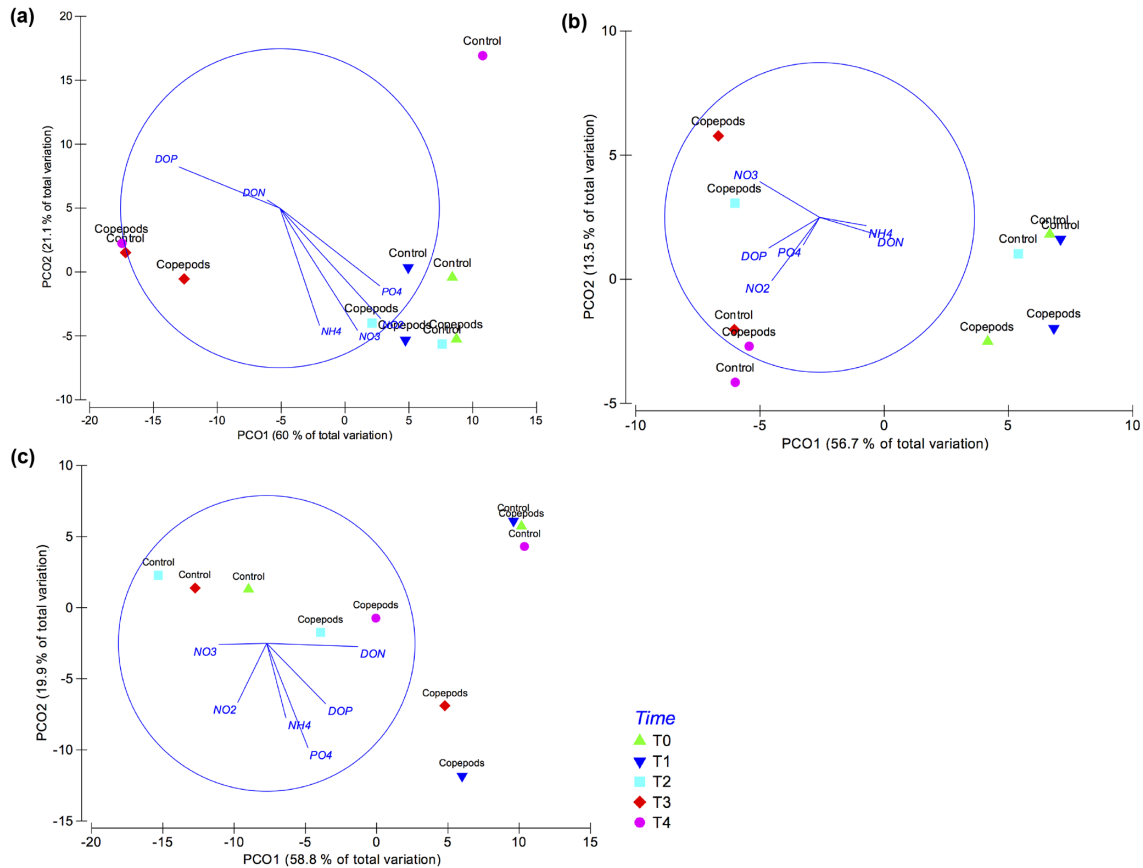 (a)
20
15
10
5
0
-5
-10
PCO2 (21.1 % of total variation)
Control
DOP
DON
Copepods
Control
Copepods
Control
Control
PO4
Copepods
NO2
NH4
NO3
Copepods
Copepods
Control
-20
-15
-10
-5
0
5
10
15
PCO1 (60 % of total variation)
(b)
10
5
0
-5
PCO2 (13.5 % of total variation)
Copepods
NO3
Copepods
NH4
DON
DOP
PO4
NO2
Control
Control
Control
Copepods
Copepods
Control
Copepods
Control
-10
-5
0
5
10
PCO1 (56.7 % of total variation)
(c)
10
5
0
-5
-10
-15
PCO2 (19.9 % of total variation)
Control
Copepods
Control
Control
Control
Control
Copepods
Copepods
NO3
DON
NO2
DOP
NH4
PO4
Copepods
Copepods
-20
-15
-10
-5
0
5
10
15
PCO1 (58.8 % of total variation)
Time
T0
T1
T2
T3
T4